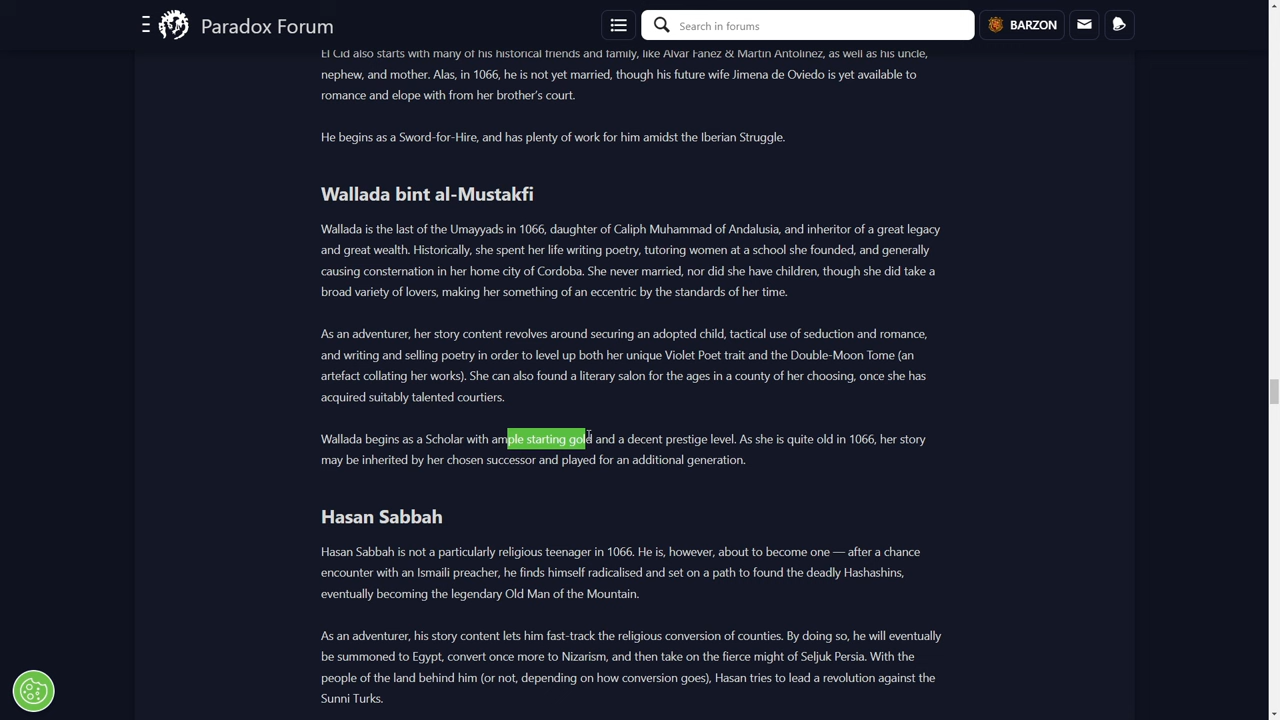 Paradox Forum
Search in forums
BARZON
El Cid also starts with many of his historical friends and family, like Álvar Fáñez & Martín Antolínez, as well as his uncle,
nephew, and mother. Alas, in 1066, he is not yet married, though his future wife Jimena de Oviedo is yet available to
romance and elope with from her brother's court.
He begins as a Sword-for-Hire, and has plenty of work for him amidst the Iberian Struggle.
Wallada bint al-Mustakfi
Wallada is the last of the Umayyads in 1066, daughter of Caliph Muhammad of Andalusia, and inheritor of a great legacy
and great wealth. Historically, she spent her life writing poetry, tutoring women at a school she founded, and generally
causing consternation in her home city of Cordoba. She never married, nor did she have children, though she did take a
broad variety of lovers, making her something of an eccentric by the standards of her time.
As an adventurer, her story content revolves around securing an adopted child, tactical use of seduction and romance,
and writing and selling poetry in order to level up both her unique Violet Poet trait and the Double-Moon Tome (an
artefact collating her works). She can also found a literary salon for the ages in a county of her choosing, once she has
acquired suitably talented courtiers.
Wallada begins as a Scholar with ample starting gold and a decent prestige level. As she is quite old in 1066, her story
may be inherited by her chosen successor and played for an additional generation.
Hasan Sabbah
Hasan Sabbah is not a particularly religious teenager in 1066. He is, however, about to become one — after a chance
encounter with an Ismaili preacher, he finds himself radicalised and set on a path to found the deadly Hashashins,
eventually becoming the legendary Old Man of the Mountain.
As an adventurer, his story content lets him fast-track the religious conversion of counties. By doing so, he will eventually
be summoned to Egypt, convert once more to Nizarism, and then take on the fierce might of Seljuk Persia. With the
people of the land behind him (or not, depending on how conversion goes), Hasan tries to lead a revolution against the
Sunni Turks.